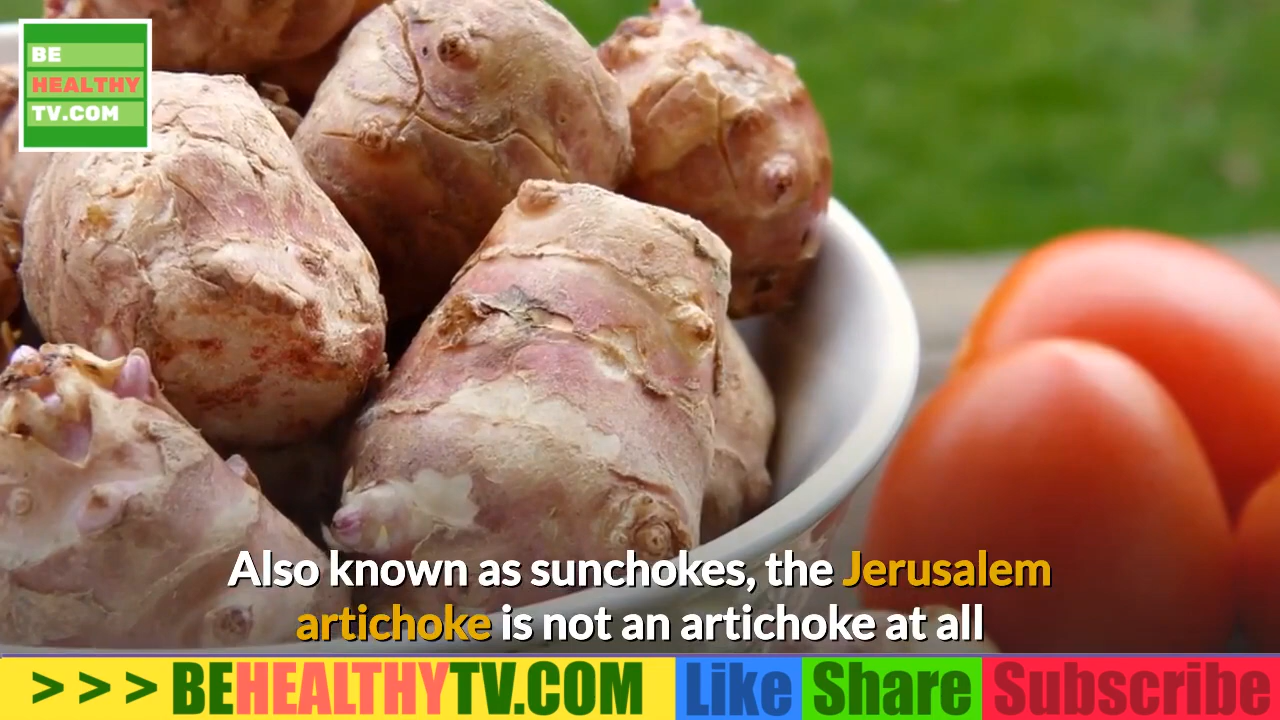 BE
HEALTHY
TV.COM
Also known as sunchokes, the Jerusalem
artichoke is not an artichoke at all
> > > BEHEALTHYTV.COM Like Share Subscribe